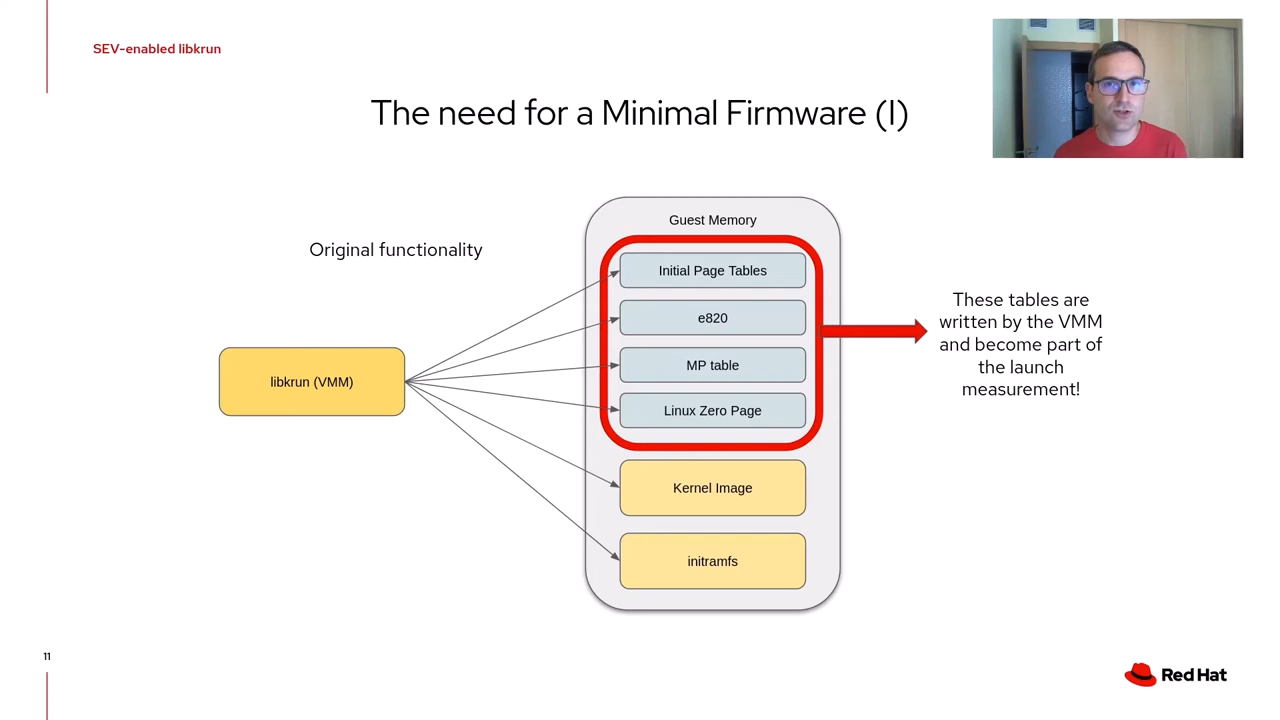 SEV-enabled libkrun
The need for a Minimal Firmware (I)
Original functionality
libkrun (VMM)
Guest Memory
Initial Page Tables
e820
MP table
Linux Zero Page
Kernel Image
initramfs
These tables are
written by the VMM
and become part of
the launch
measurement!
11
Red Hat